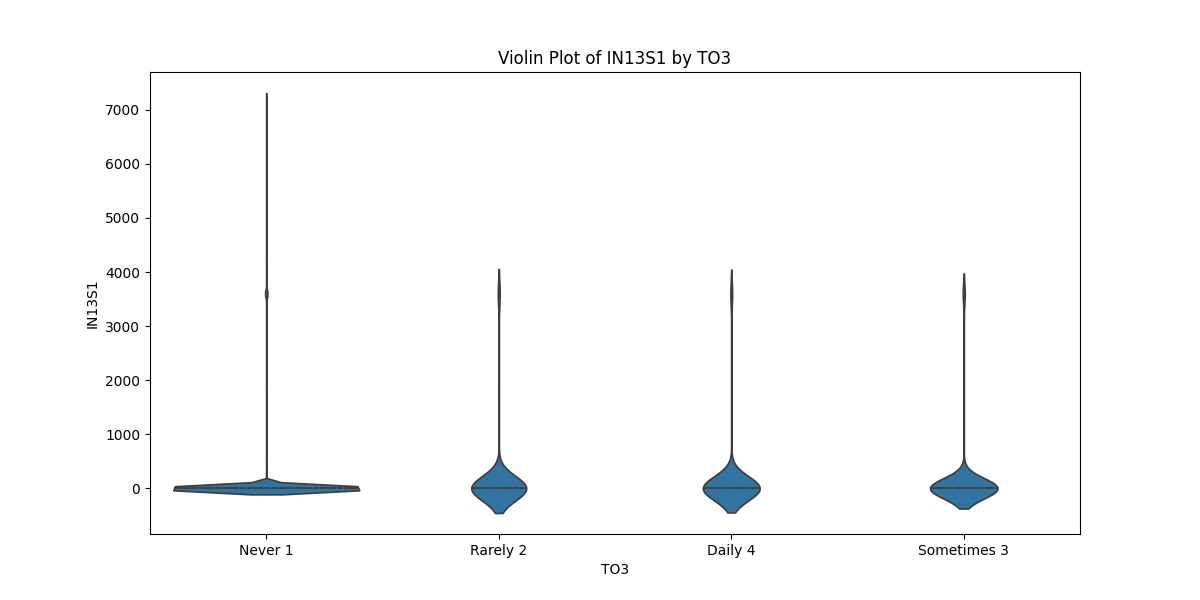 Violin Plot of IN13S1 by TO3
7000
6000
5000
4000
3000
2000
1000
0
IN13S1
Never 1
Rarely 2
Daily 4
Sometimes 3
TO3